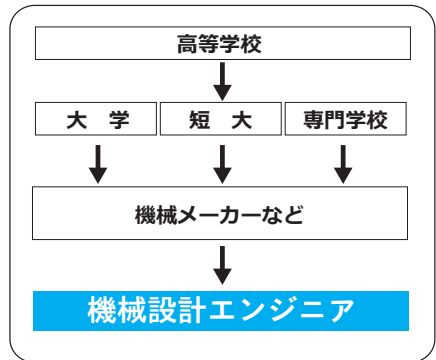 高等学校
大　学　短　大　専門学校
機械メーカーなど
機械設計エンジニア